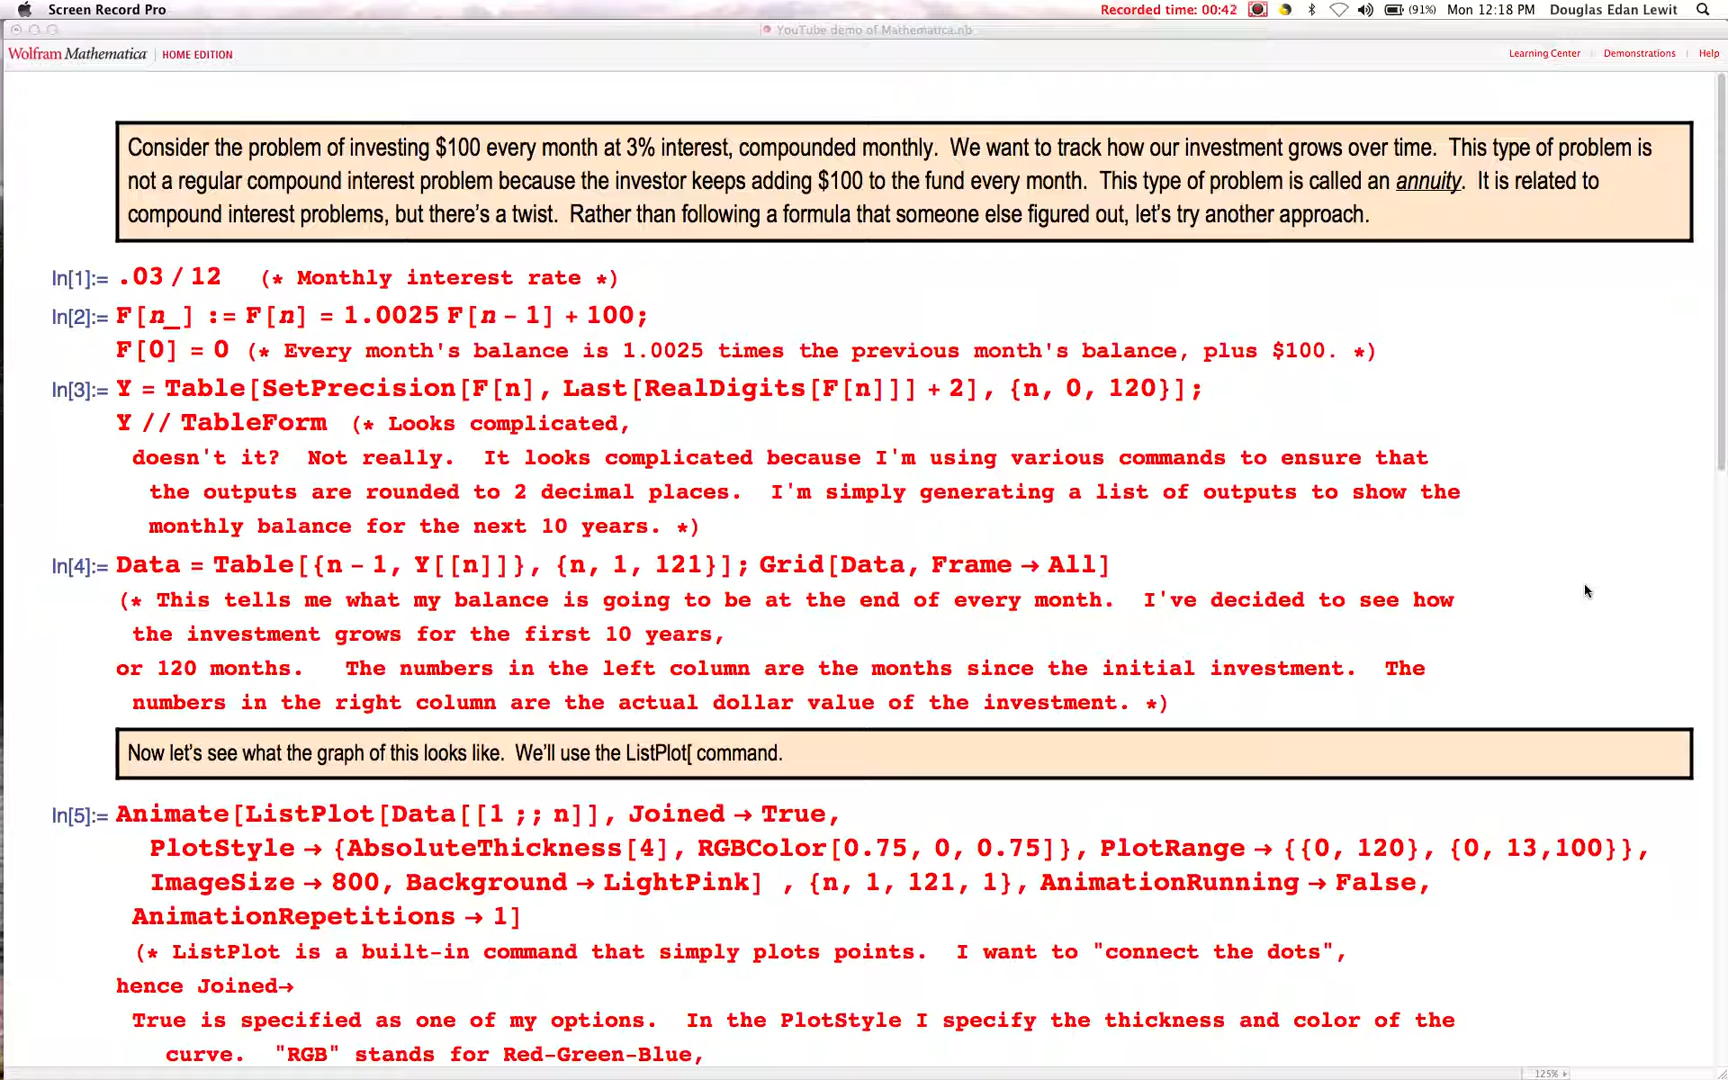 Screen Record Pro
Recorded time: 00:42
(91%) Mon 12:18 PM Douglas Edan Lewit
YouTube demo of Mathematica.nb
Wolfram Mathematica | HOME EDITION
Learning Center | Demonstrations | Help
Consider the problem of investing $100 every month at 3% interest, compounded monthly. We want to track how our investment grows over time. This type of problem is
not a regular compound interest problem because the investor keeps adding $100 to the fund every month. This type of problem is called an annuity. It is related to
compound interest problems, but there's a twist. Rather than following a formula that someone else figured out, let's try another approach.
In[1]:= .03 / 12 (* Monthly interest rate *)
In[2]:= F[n_] := F[n] = 1.0025 F[n - 1] + 100;
F[0] = 0 (* Every month's balance is 1.0025 times the previous month's balance, plus $100. *)
In[3]:= Y = Table[SetPrecision[F[n], Last[RealDigits[F[n]]] + 2], {n, 0, 120}];
Y // TableForm (* Looks complicated,
doesn't it? Not really. It looks complicated because I'm using various commands to ensure that
the outputs are rounded to 2 decimal places. I'm simply generating a list of outputs to show the
monthly balance for the next 10 years. *)
In[4]:= Data = Table[{n - 1, Y[[n]]}, {n, 1, 121}]; Grid[Data, Frame → All]
(* This tells me what my balance is going to be at the end of every month. I've decided to see how
the investment grows for the first 10 years,
or 120 months. The numbers in the left column are the months since the initial investment. The
numbers in the right column are the actual dollar value of the investment. *)
Now let's see what the graph of this looks like. We'll use the ListPlot[ command.
In[5]:= Animate[ListPlot[Data[[1 ;; n]], Joined → True,
PlotStyle → {AbsoluteThickness[4], RGBColor[0.75, 0, 0.75]}, PlotRange → {{0, 120}, {0, 13,100}},
ImageSize → 800, Background → LightPink] , {n, 1, 121, 1}, AnimationRunning → False,
AnimationRepetitions → 1]
(* ListPlot is a built-in command that simply plots points. I want to "connect the dots",
hence Joined→
True is specified as one of my options. In the PlotStyle I specify the thickness and color of the
curve. "RGB" stands for Red-Green-Blue,
125%